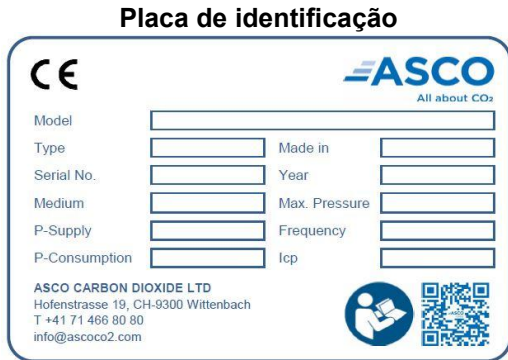 Placa de identificação
CE
ASCO
All about CO₂
Model
Type Made in
Serial No. Year
Medium Max. Pressure
P-Supply Frequency
P-Consumption Icp
ASCO CARBON DIOXIDE LTD
Hofenstrasse 19, CH-9300 Wittenbach
T +41 71 466 80 80
info@ascoco2.com